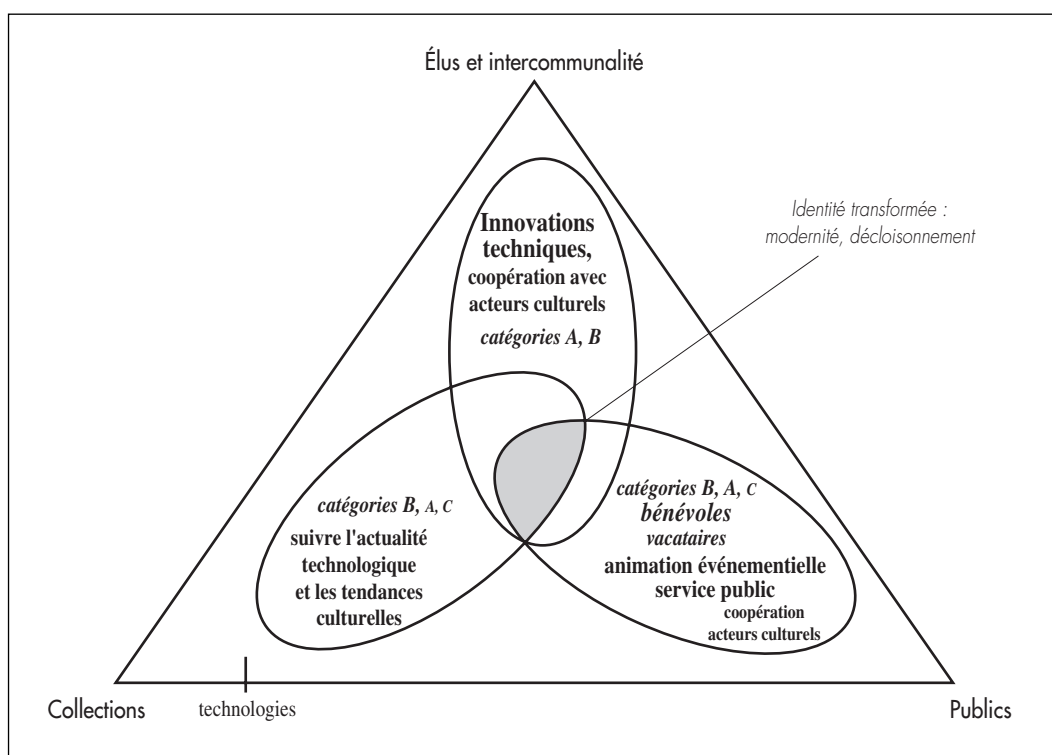 Élus et intercommunalité
Identité transformée :
modernité, décloisonnement
Innovations
techniques,
coopération avec
acteurs culturels
catégories A, B
catégories B, A, C
suivre l'actualité
technologique
et les tendances
culturelles
catégories B, A, C
bénévoles
vacataires
animation événementielle
service public
coopération
acteurs culturels
Collections
technologies
Publics